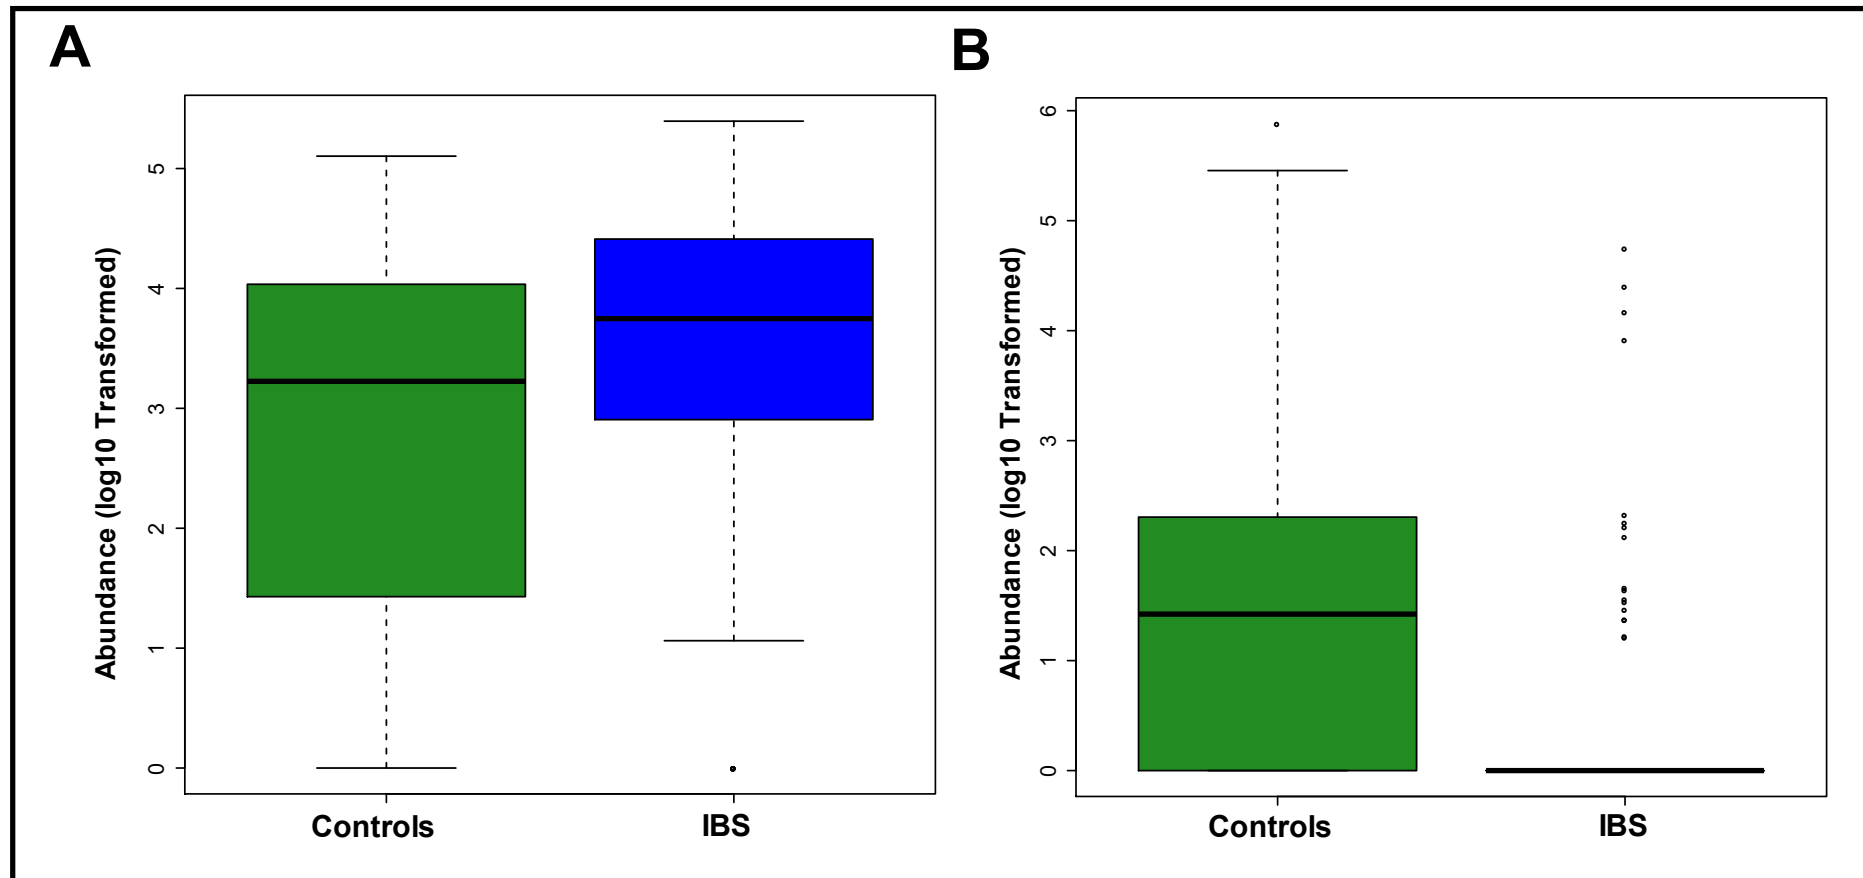 A
B
Abundance (log10 Transformed)
5
4
3
2
1
0
Controls
IBS
Abundance (log10 Transformed)
6
5
4
3
2
1
0
Controls
IBS